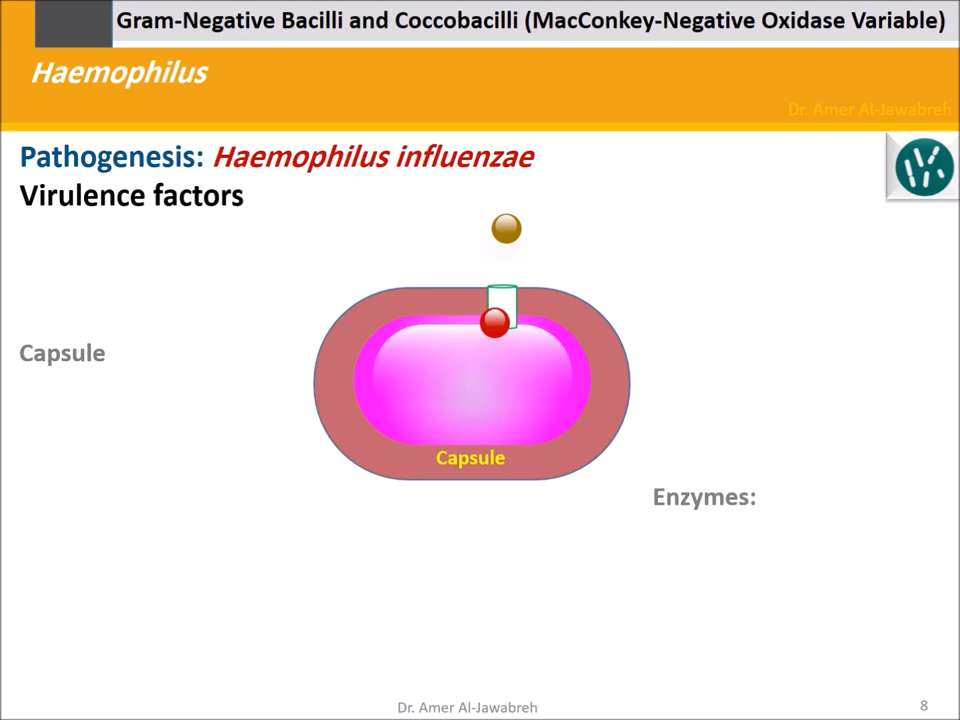 Gram-Negative Bacilli and Coccobacilli (MacConkey-Negative Oxidase Variable)
Haemophilus
Dr. Amer Al-Jawabreh
Pathogenesis: Haemophilus influenzae
Virulence factors
Capsule
Capsule
Enzymes:
Dr. Amer Al-Jawabreh
8